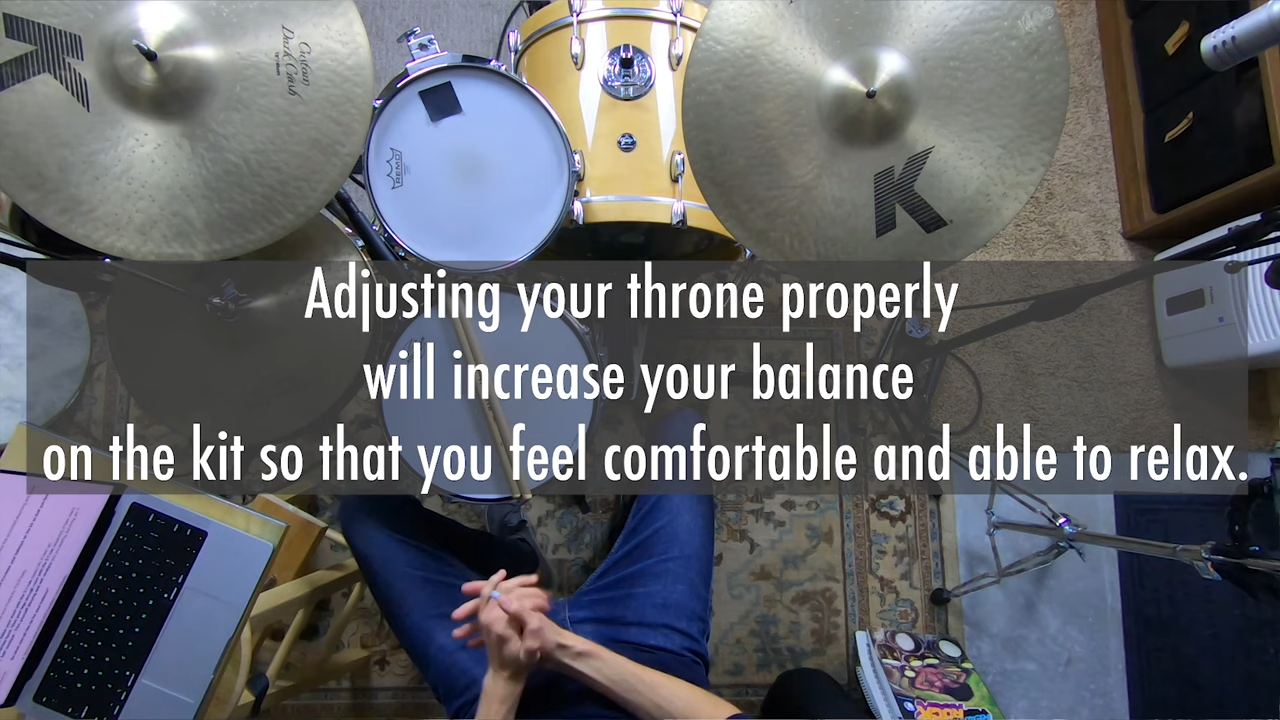 K
Custom
Dark Crash
REMO
K
Adjusting your throne properly
will increase your balance
on the kit so that you feel comfortable and able to relax.